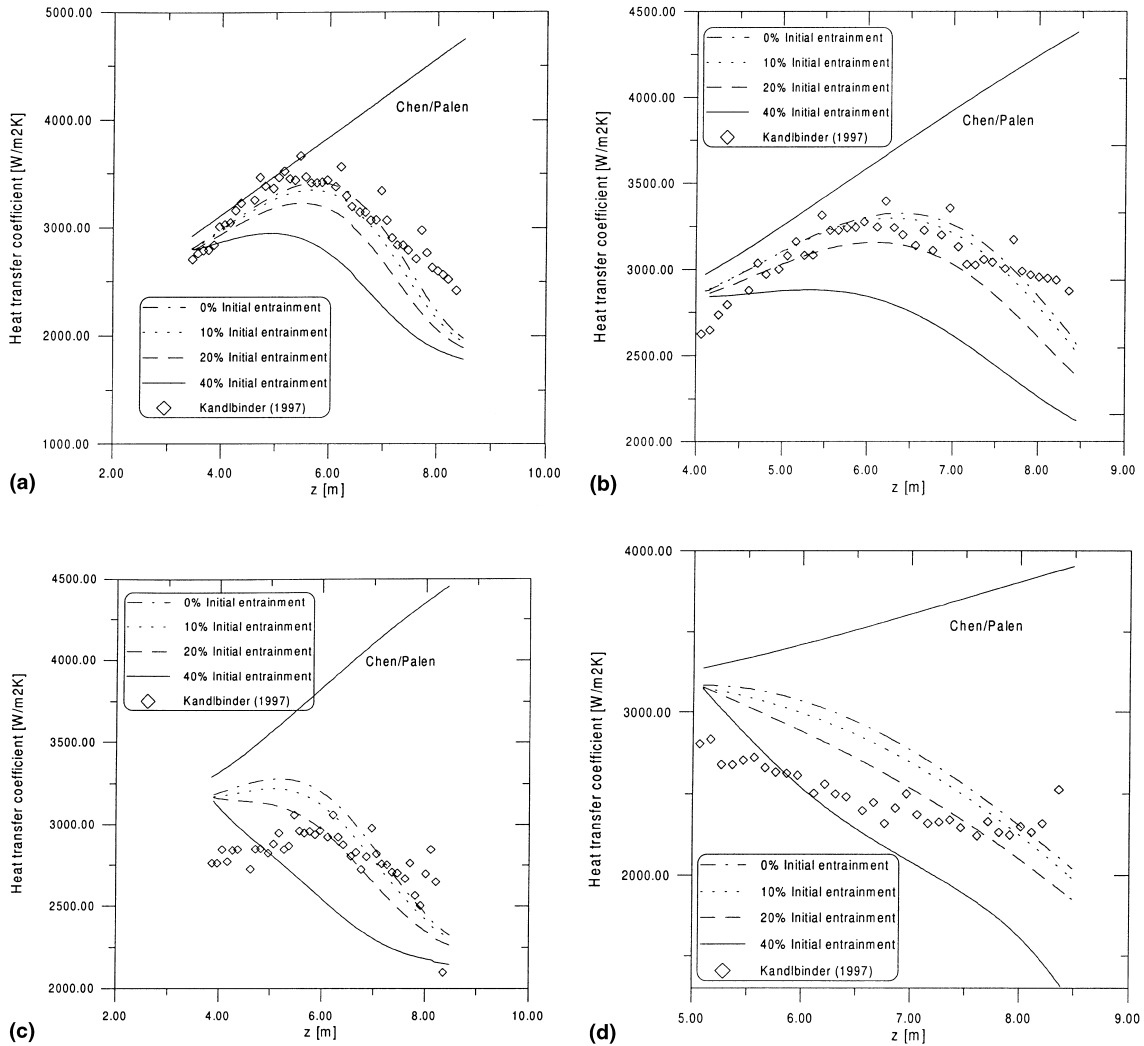 5000.00
4000.00
3000.00
2000.00
1000.00
Heat transfer coefficient [W/m2K]
Chen/Palen
0% Initial entrainment
10% Initial entrainment
20% Initial entrainment
40% Initial entrainment
Kandlbinder (1997)
2.00 4.00 6.00 8.00 10.00
z [m]
(a)
4500.00
4000.00
3500.00
3000.00
2500.00
2000.00
Heat transfer coefficient [W/m2K]
0% Initial entrainment
10% Initial entrainment
20% Initial entrainment
40% Initial entrainment
Kandlbinder (1997)
Chen/Palen
4.00 5.00 6.00 7.00 8.00 9.00
z [m]
(b)
4500.00
4000.00
3500.00
3000.00
2500.00
2000.00
Heat transfer coefficient [W/m2K]
0% Initial entrainment
10% Initial entrainment
20% Initial entrainment
40% Initial entrainment
Kandlbinder (1997)
Chen/Palen
2.00 4.00 6.00 8.00 10.00
z [m]
(c)
4000.00
3000.00
2000.00
Heat transfer coefficient [W/m2K]
Chen/Palen
0% Initial entrainment
10% Initial entrainment
20% Initial entrainment
40% Initial entrainment
Kandlbinder (1997)
5.00 6.00 7.00 8.00 9.00
z [m]
(d)